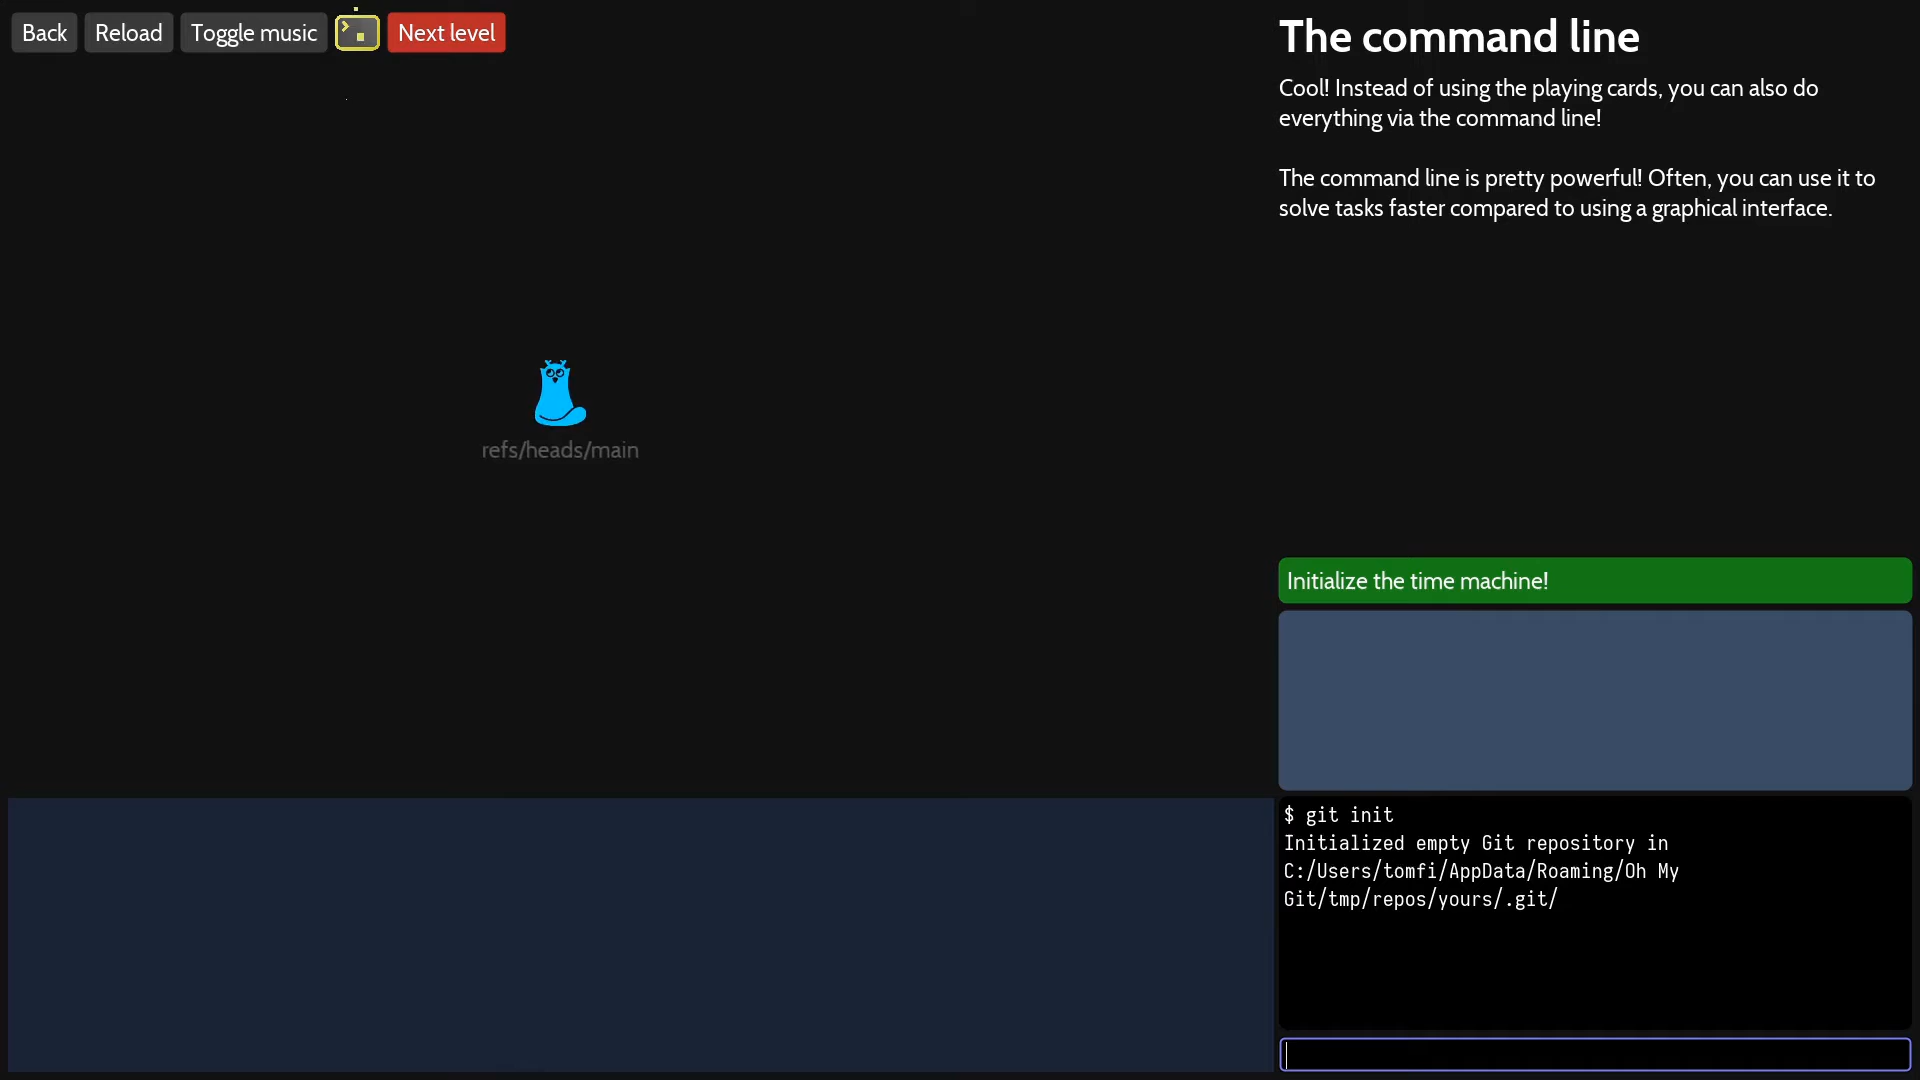 Back Reload Toggle music Next level
The command line
Cool! Instead of using the playing cards, you can also do
everything via the command line!
The command line is pretty powerful! Often, you can use it to
solve tasks faster compared to using a graphical interface.
refs/heads/main
Initialize the time machine!
$ git init
Initialized empty Git repository in
C:/Users/tomfi/AppData/Roaming/Oh My
Git/tmp/repos/yours/.git/